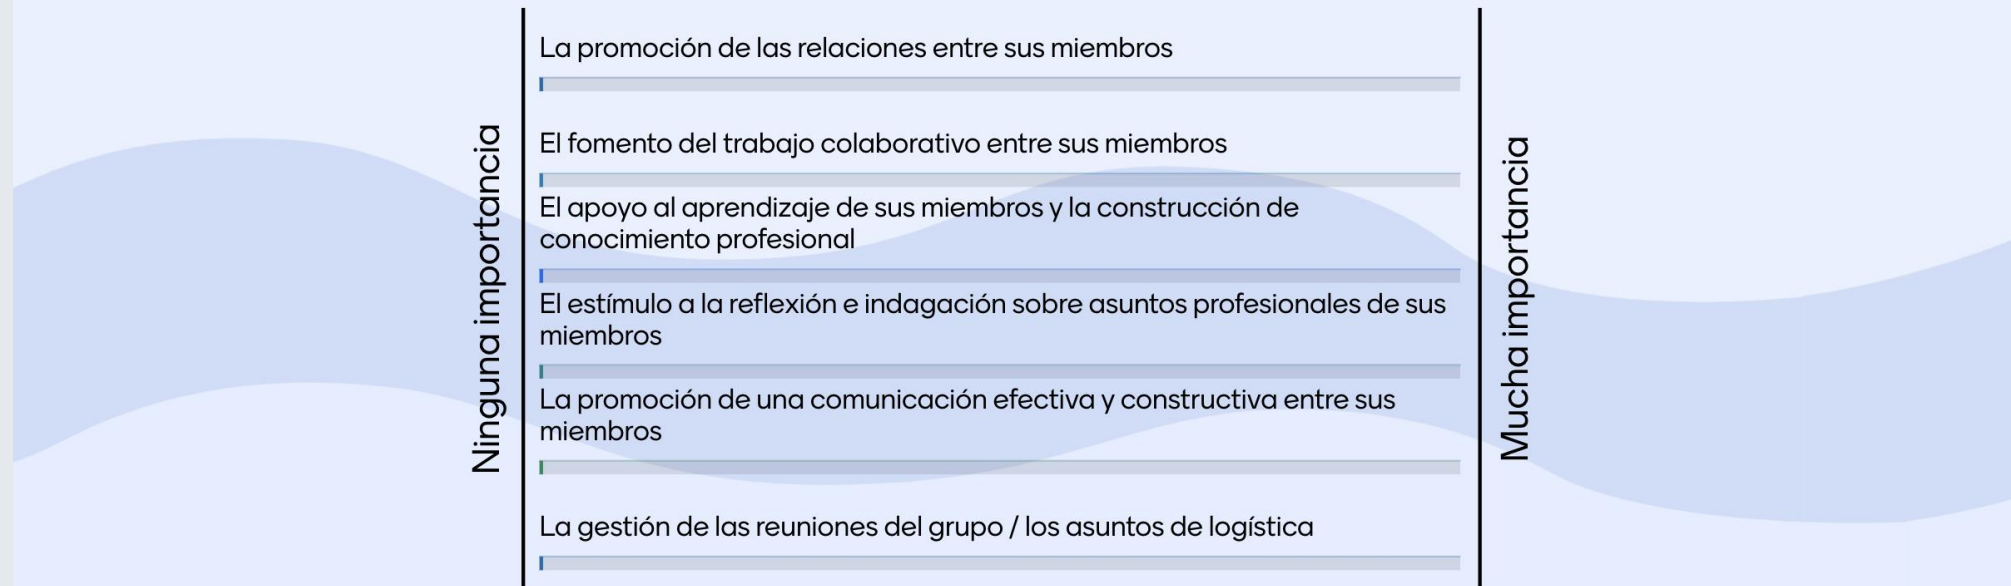 Ninguna importancia
La promoción de las relaciones entre sus miembros
El fomento del trabajo colaborativo entre sus miembros
El apoyo al aprendizaje de sus miembros y la construcción de
conocimiento profesional
El estímulo a la reflexión e indagación sobre asuntos profesionales de sus
miembros
La promoción de una comunicación efectiva y constructiva entre sus
miembros
La gestión de las reuniones del grupo / los asuntos de logística
Mucha importancia